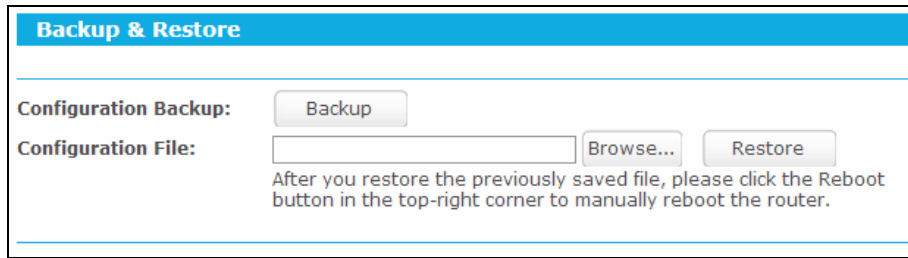 Backup & Restore
Configuration Backup: Backup
Configuration File: Browse... Restore
After you restore the previously saved file, please click the Reboot
button in the top-right corner to manually reboot the router.